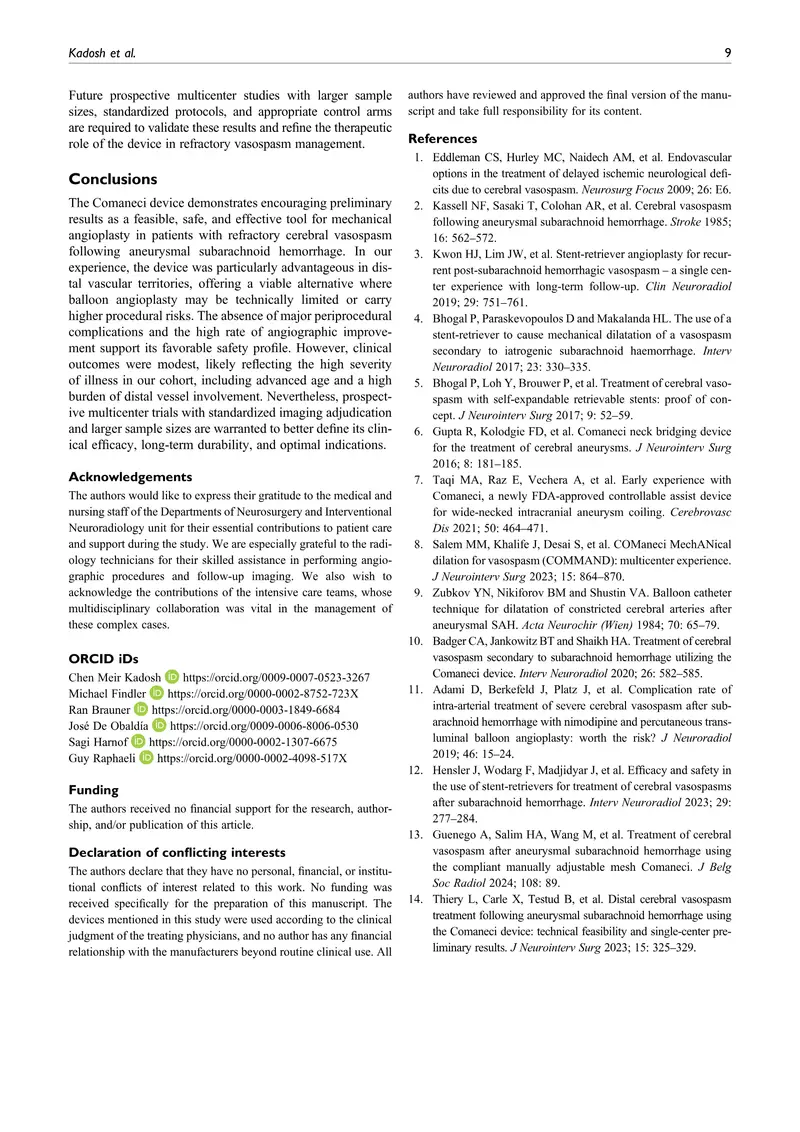 Kadosh et al.
9
Future prospective multicenter studies with larger sample
sizes, standardized protocols, and appropriate control arms
are required to validate these results and refine the therapeutic
role of the device in refractory vasospasm management.
Conclusions
The Comaneci device demonstrates encouraging preliminary
results as a feasible, safe, and effective tool for mechanical
angioplasty in patients with refractory cerebral vasospasm
following aneurysmal subarachnoid hemorrhage. In our
experience, the device was particularly advantageous in dis-
tal vascular territories, offering a viable alternative where
balloon angioplasty may be technically limited or carry
higher procedural risks. The absence of major periprocedural
complications and the high rate of angiographic improve-
ment support its favorable safety profile. However, clinical
outcomes were modest, likely reflecting the high severity
of illness in our cohort, including advanced age and a high
burden of distal vessel involvement. Nevertheless, prospect-
ive multicenter trials with standardized imaging adjudication
and larger sample sizes are warranted to better define its clin-
ical efficacy, long-term durability, and optimal indications.
Acknowledgements
The authors would like to express their gratitude to the medical and
nursing staff of the Departments of Neurosurgery and Interventional
Neuroradiology unit for their essential contributions to patient care
and support during the study. We are especially grateful to the radi-
ology technicians for their skilled assistance in performing angio-
graphic procedures and follow-up imaging. We also wish to
acknowledge the contributions of the intensive care teams, whose
multidisciplinary collaboration was vital in the management of
these complex cases.
ORCID iDs
Chen Meir Kadosh iD https://orcid.org/0009-0007-0523-3267
Michael Findler iD https://orcid.org/0000-0002-8752-723X
Ran Brauner iD https://orcid.org/0000-0003-1849-6684
José De Obaldía iD https://orcid.org/0009-0006-8006-0530
Sagi Harnof iD https://orcid.org/0000-0002-1307-6675
Guy Raphaeli iD https://orcid.org/0000-0002-4098-517X
Funding
The authors received no financial support for the research, author-
ship, and/or publication of this article.
Declaration of conflicting interests
The authors declare that they have no personal, financial, or institu-
tional conflicts of interest related to this work. No funding was
received specifically for the preparation of this manuscript. The
devices mentioned in this study were used according to the clinical
judgment of the treating physicians, and no author has any financial
relationship with the manufacturers beyond routine clinical use. All
authors have reviewed and approved the final version of the manu-
script and take full responsibility for its content.
References
1. Eddleman CS, Hurley MC, Naidech AM, et al. Endovascular
options in the treatment of delayed ischemic neurological defi-
cits due to cerebral vasospasm. Neurosurg Focus 2009; 26: E6.
2. Kassell NF, Sasaki T, Colohan AR, et al. Cerebral vasospasm
following aneurysmal subarachnoid hemorrhage. Stroke 1985;
16: 562–572.
3. Kwon HJ, Lim JW, et al. Stent-retriever angioplasty for recur-
rent post-subarachnoid hemorrhagic vasospasm – a single cen-
ter experience with long-term follow-up. Clin Neuroradiol
2019; 29: 751–761.
4. Bhogal P, Paraskevopoulos D and Makalanda HL. The use of a
stent-retriever to cause mechanical dilatation of a vasospasm
secondary to iatrogenic subarachnoid haemorrhage. Interv
Neuroradiol 2017; 23: 330–335.
5. Bhogal P, Loh Y, Brouwer P, et al. Treatment of cerebral vaso-
spasm with self-expandable retrievable stents: proof of con-
cept. J Neurointerv Surg 2017; 9: 52–59.
6. Gupta R, Kolodgie FD, et al. Comaneci neck bridging device
for the treatment of cerebral aneurysms. J Neurointerv Surg
2016; 8: 181–185.
7. Taqi MA, Raz E, Vechera A, et al. Early experience with
Comaneci, a newly FDA-approved controllable assist device
for wide-necked intracranial aneurysm coiling. Cerebrovasc
Dis 2021; 50: 464–471.
8. Salem MM, Khalife J, Desai S, et al. COManeci MechANical
dilation for vasospasm (COMMAND): multicenter experience.
J Neurointerv Surg 2023; 15: 864–870.
9. Zubkov YN, Nikiforov BM and Shustin VA. Balloon catheter
technique for dilatation of constricted cerebral arteries after
aneurysmal SAH. Acta Neurochir (Wien) 1984; 70: 65–79.
10. Badger CA, Jankowitz BT and Shaikh HA. Treatment of cerebral
vasospasm secondary to subarachnoid hemorrhage utilizing the
Comaneci device. Interv Neuroradiol 2020; 26: 582–585.
11. Adami D, Berkefeld J, Platz J, et al. Complication rate of
intra-arterial treatment of severe cerebral vasospasm after sub-
arachnoid hemorrhage with nimodipine and percutaneous trans-
luminal balloon angioplasty: worth the risk? J Neuroradiol
2019; 46: 15–24.
12. Hensler J, Wodarg F, Madjidyar J, et al. Efficacy and safety in
the use of stent-retrievers for treatment of cerebral vasospasms
after subarachnoid hemorrhage. Interv Neuroradiol 2023; 29:
277–284.
13. Guenego A, Salim HA, Wang M, et al. Treatment of cerebral
vasospasm after aneurysmal subarachnoid hemorrhage using
the compliant manually adjustable mesh Comaneci. J Belg
Soc Radiol 2024; 108: 89.
14. Thiery L, Carle X, Testud B, et al. Distal cerebral vasospasm
treatment following aneurysmal subarachnoid hemorrhage using
the Comaneci device: technical feasibility and single-center pre-
liminary results. J Neurointerv Surg 2023; 15: 325–329.